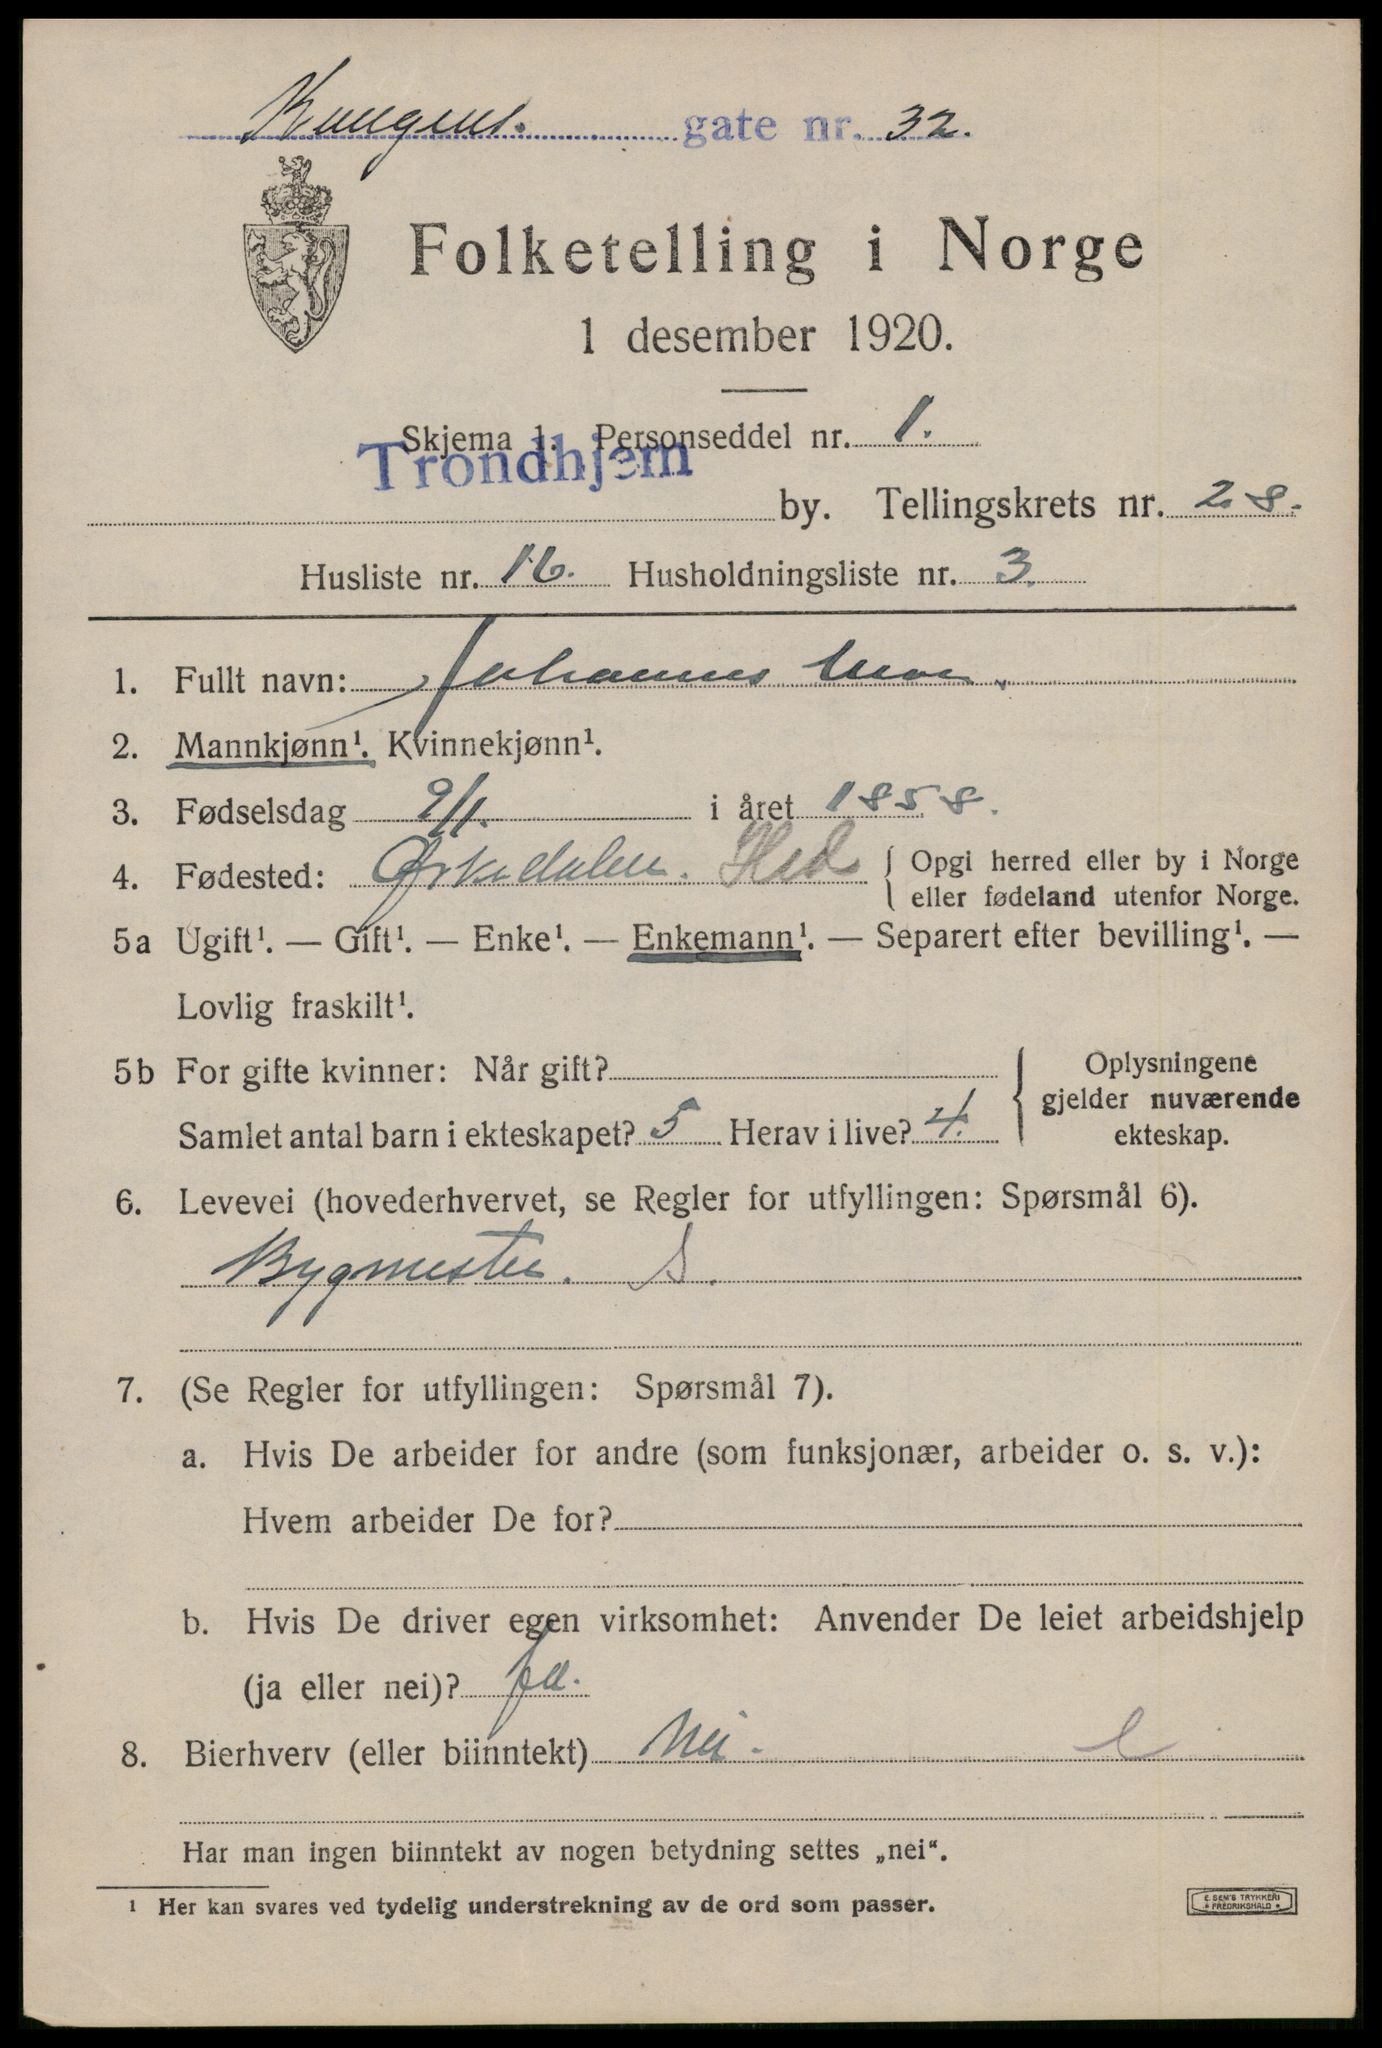 Kongens gate nr. 32.
Folketelling i Norge
1 desember 1920.
Skjema 1. Personseddel nr. 1.
Trondhjem
by. Tellingskrets nr. 28.
Husliste nr. 16. Husholdningsliste nr. 3.
1. Fullt navn: Johannes
2. Mannkjønn¹. Kvinnekjønn¹.
3. Fødselsdag 9/1. i året 1858.
4. Fødested: Ørkedalen. { Opgi herred eller by i Norge
eller fødeland utenfor Norge.
5a Ugift¹. — Gift¹. — Enke¹. — Enkemann¹. — Separert efter bevilling¹. —
Lovlig fraskilt¹.
5b For gifte kvinner: Når gift?
Samlet antal barn i ekteskapet? 5 Herav i live? 4.
{ Oplysningene
gjelder nuværende
ekteskap.
6. Levevei (hovederhvervet, se Regler for utfyllingen: Spørsmål 6).
Bygmester. S.
7. (Se Regler for utfyllingen: Spørsmål 7).
a. Hvis De arbeider for andre (som funksjonær, arbeider o. s. v.):
Hvem arbeider De for?
b. Hvis De driver egen virksomhet: Anvender De leiet arbeidshjelp
(ja eller nei)? Ja.
8. Bierhverv (eller biinntekt) Nei.
Har man ingen biinntekt av nogen betydning settes „nei“.
1 Her kan svares ved tydelig understrekning av de ord som passer.
E. SEM'S TRYKKERI
* FREDRIKSHALD *